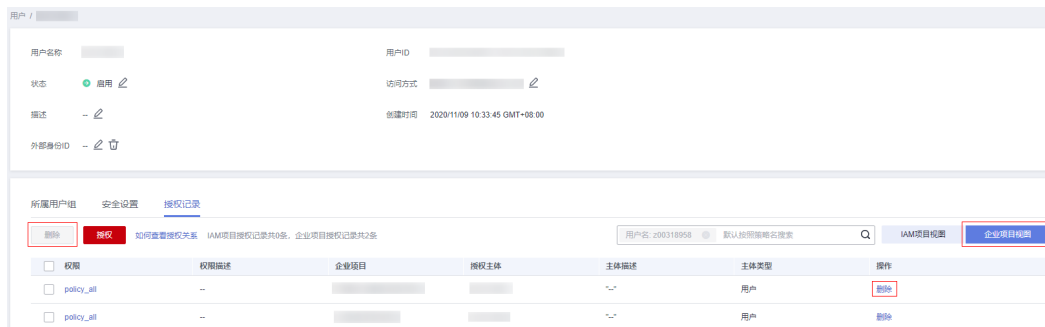 用户 /
用户名称 用户ID
状态 启用 访问方式
描述 -- 创建时间 2020/11/09 10:33:45 GMT+08:00
外部身份ID --
所属用户组 安全设置 授权记录
删除 授权 如何查看授权关系 IAM项目授权记录共0条、企业项目授权记录共2条 用户名: z00318958 默认按照策略名搜索 IAM项目视图 企业项目视图
权限 权限描述 企业项目 授权主体 主体描述 主体类型 操作
policy_all -- "--" 用户 删除
policy_all -- "--" 用户 删除